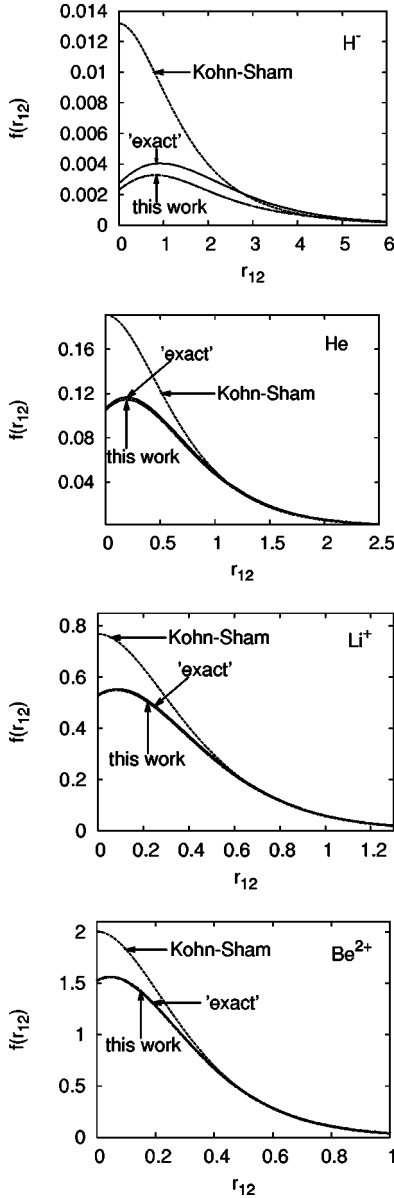 0.014
H⁻
0.012
0.01
Kohn-Sham
0.008
f(r₁₂)
0.006
'exact'
0.004
0.002
this work
0
0 1 2 3 4 5 6
r₁₂
0.16
'exact'
He
0.12
Kohn-Sham
f(r₁₂)
0.08
this work
0.04
0 0.5 1 1.5 2 2.5
r₁₂
0.8
Kohn-Sham
Li⁺
0.6
'exact'
f(r₁₂)
0.4
this work
0.2
0
0 0.2 0.4 0.6 0.8 1 1.2
r₁₂
2
Kohn-Sham
Be²⁺
1.5
'exact'
f(r₁₂)
1
this work
0.5
0
0 0.2 0.4 0.6 0.8 1
r₁₂